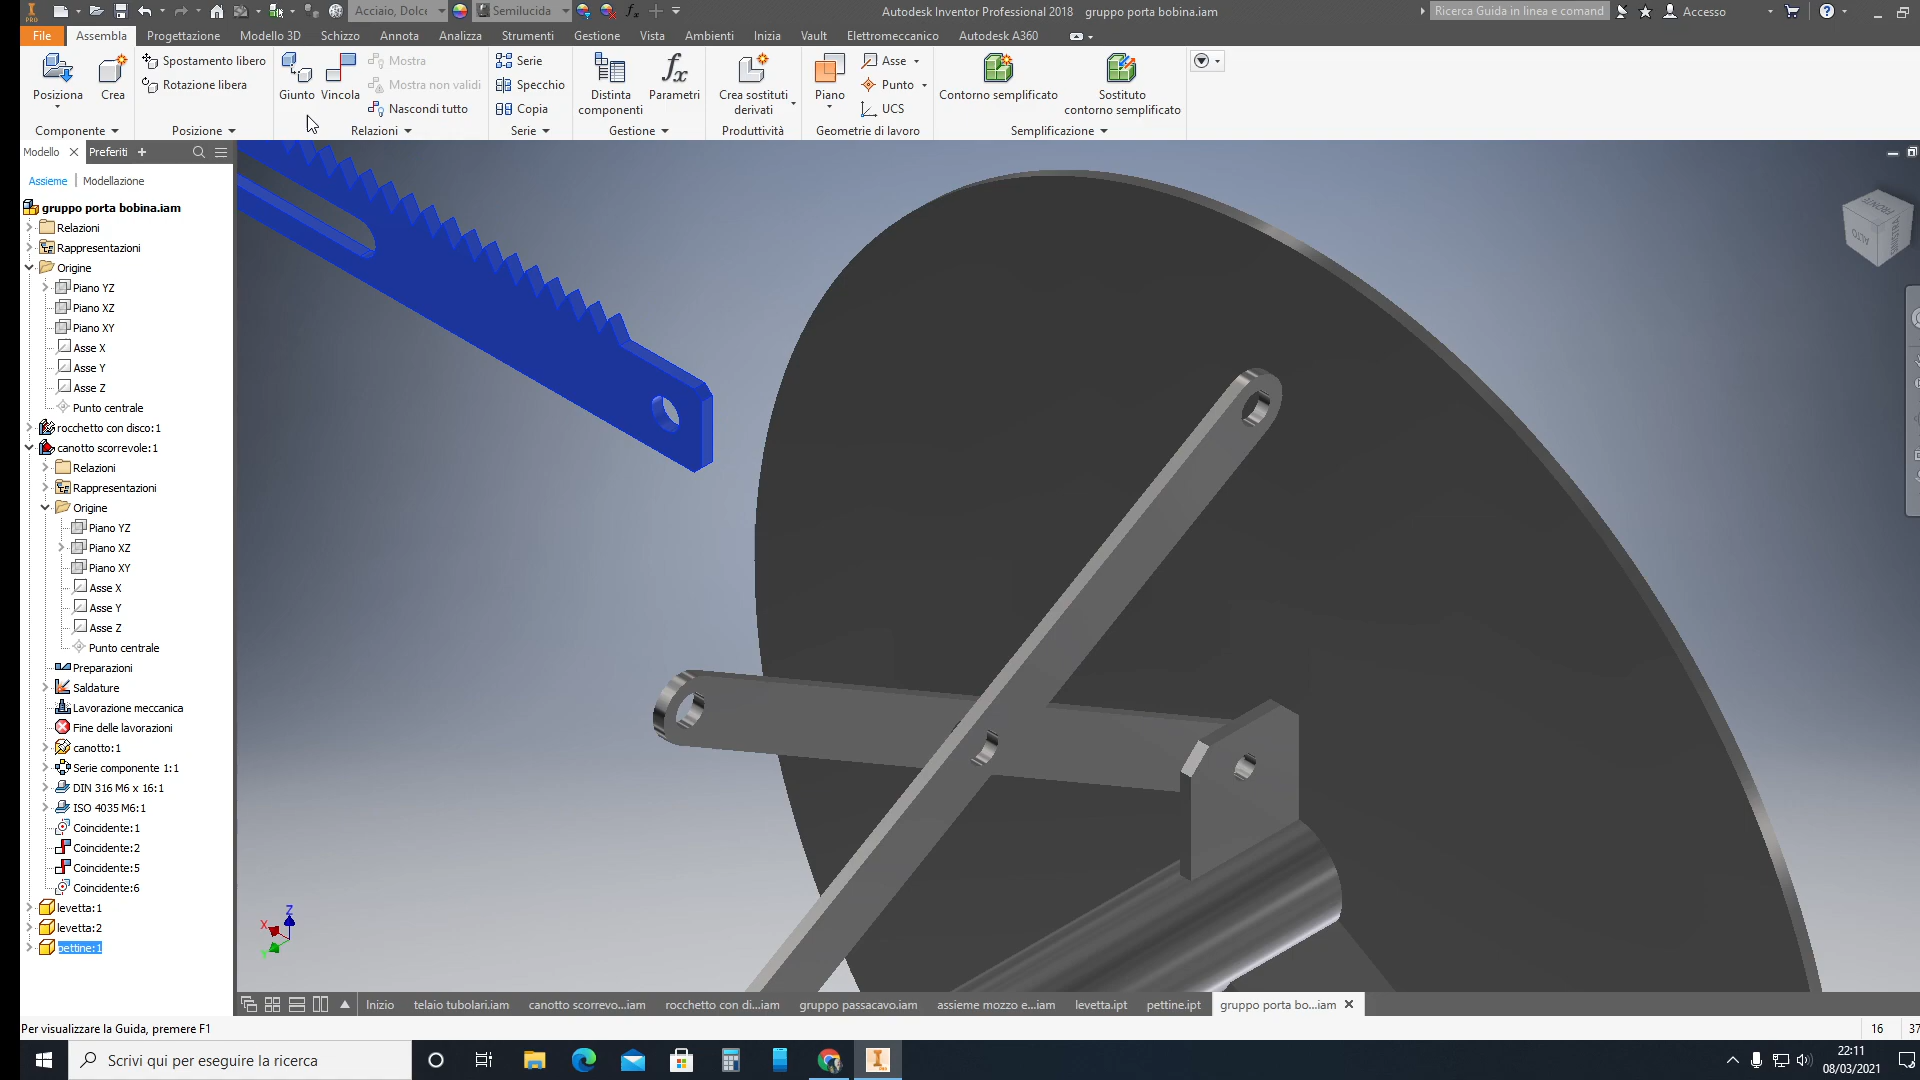 Acciaio, Dolce
Semilucida
Autodesk Inventor Professional 2018 gruppo porta bobina.iam
Ricerca Guida in linea e comand
Accesso
PRO
File
Assembla
Progettazione
Modello 3D
Schizzo
Annota
Analizza
Strumenti
Gestione
Vista
Ambienti
Inizia
Vault
Elettromeccanico
Autodesk A360
Posiziona
Crea
Spostamento libero
Rotazione libera
Giunto
Vincola
Mostra
Mostra non validi
Nascondi tutto
Serie
Specchio
Copia
Distinta
componenti
Parametri
Crea sostituti
derivati
Piano
Asse
Punto
UCS
Contorno semplificato
Sostituto
contorno semplificato
Componente
Posizione
Relazioni
Serie
Gestione
Produttività
Geometrie di lavoro
Semplificazione
Modello
Preferiti
Assieme
Modellazione
gruppo porta bobina.iam
Relazioni
Rappresentazioni
Origine
Piano YZ
Piano XZ
Piano XY
Asse X
Asse Y
Asse Z
Punto centrale
rocchetto con disco:1
canotto scorrevole:1
Relazioni
Rappresentazioni
Origine
Piano YZ
Piano XZ
Piano XY
Asse X
Asse Y
Asse Z
Punto centrale
Preparazioni
Saldature
Lavorazione meccanica
Fine delle lavorazioni
canotto:1
Serie componente 1:1
DIN 316 M6 x 16:1
ISO 4035 M6:1
Coincidente:1
Coincidente:2
Coincidente:5
Coincidente:6
levetta:1
levetta:2
pettine:1
FRONTE
ALTO
Z
X
Y
Inizio
telaio tubolari.iam
canotto scorrevo...iam
rocchetto con di...iam
gruppo passacavo.iam
assieme mozzo e...iam
levetta.ipt
pettine.ipt
gruppo porta bo...iam
Per visualizzare la Guida, premere F1
16
37
Scrivi qui per eseguire la ricerca
22:11
08/03/2021